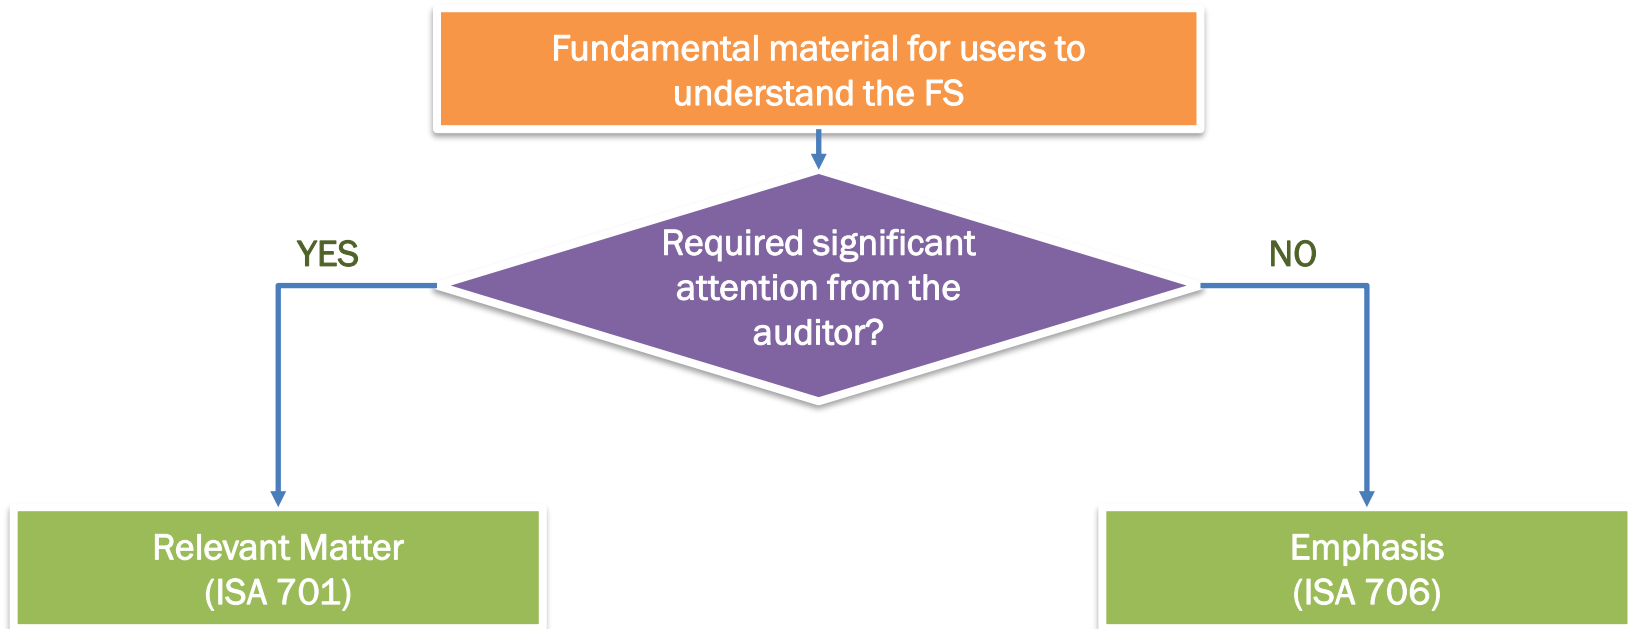 Fundamental material for users to
understand the FS
Required significant
attention from the
auditor?
YES
NO
Relevant Matter
(ISA 701)
Emphasis
(ISA 706)